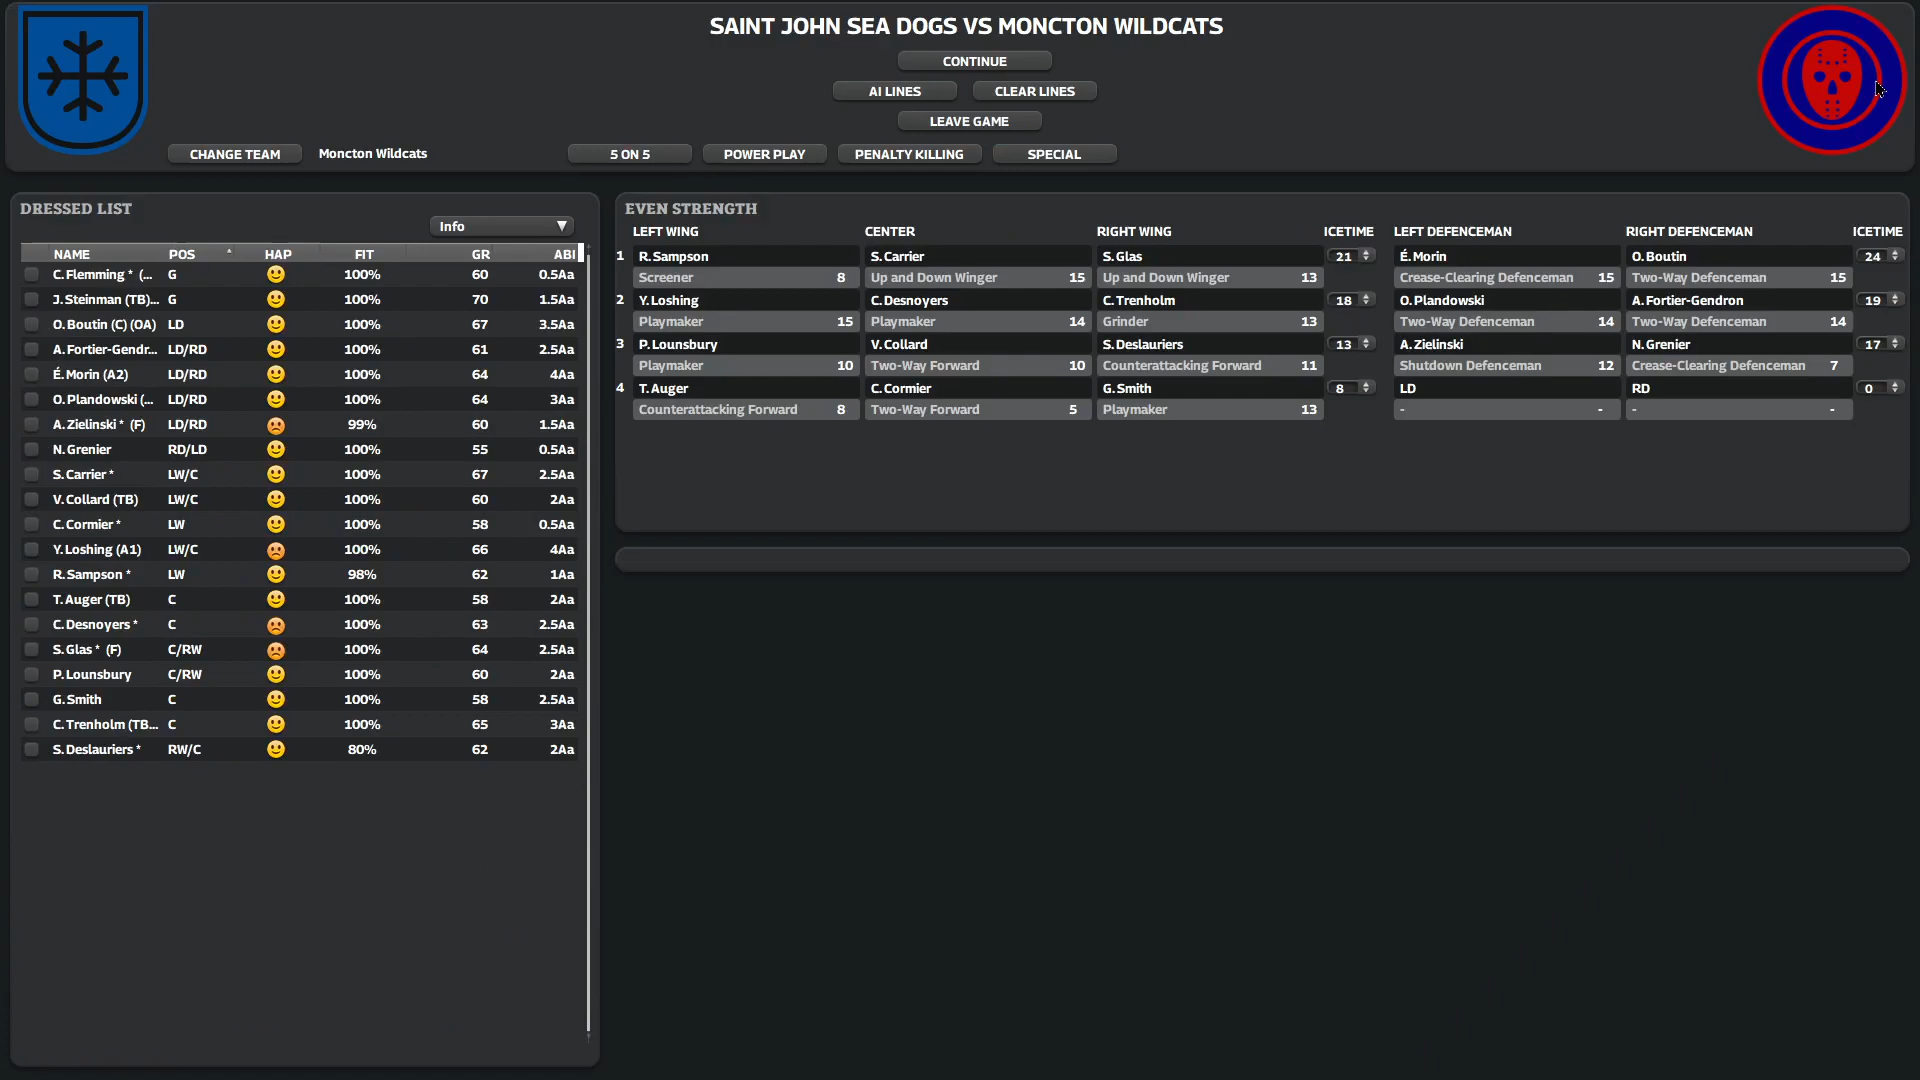 SAINT JOHN SEA DOGS VS MONCTON WILDCATS
CONTINUE
AI LINES CLEAR LINES
LEAVE GAME
CHANGE TEAM Moncton Wildcats 5 ON 5 POWER PLAY PENALTY KILLING SPECIAL
DRESSED LIST
Info
NAME POS HAP FIT GR ABI
C. Flemming * (... G 100% 60 0.5Aa
J. Steinman (TB)... G 100% 70 1.5Aa
O. Boutin (C) (OA) LD 100% 67 3.5Aa
A. Fortier-Gendr... LD/RD 100% 61 2.5Aa
É. Morin (A2) LD/RD 100% 64 4Aa
O. Plandowski (... LD/RD 100% 64 3Aa
A. Zielinski * (F) LD/RD 99% 60 1.5Aa
N. Grenier RD/LD 100% 55 0.5Aa
S. Carrier * LW/C 100% 67 2.5Aa
V. Collard (TB) LW/C 100% 60 2Aa
C. Cormier * LW 100% 58 0.5Aa
Y. Loshing (A1) LW/C 100% 66 4Aa
R. Sampson * LW 98% 62 1Aa
T. Auger (TB) C 100% 58 2Aa
C. Desnoyers * C 100% 63 2.5Aa
S. Glas * (F) C/RW 100% 64 2.5Aa
P. Lounsbury C/RW 100% 60 2Aa
G. Smith C 100% 58 2.5Aa
C. Trenholm (TB... C 100% 65 3Aa
S. Deslauriers * RW/C 80% 62 2Aa
EVEN STRENGTH
LEFT WING CENTER RIGHT WING ICETIME LEFT DEFENCEMAN RIGHT DEFENCEMAN ICETIME
1 R. Sampson S. Carrier S. Glas 21 É. Morin O. Boutin 24
Screener 8 Up and Down Winger 15 Up and Down Winger 13 Crease-Clearing Defenceman 15 Two-Way Defenceman 15
2 Y. Loshing C. Desnoyers C. Trenholm 18 O. Plandowski A. Fortier-Gendron 19
Playmaker 15 Playmaker 14 Grinder 13 Two-Way Defenceman 14 Two-Way Defenceman 14
3 P. Lounsbury V. Collard S. Deslauriers 13 A. Zielinski N. Grenier 17
Playmaker 10 Two-Way Forward 10 Counterattacking Forward 11 Shutdown Defenceman 12 Crease-Clearing Defenceman 7
4 T. Auger C. Cormier G. Smith 8 LD RD 0
Counterattacking Forward 8 Two-Way Forward 5 Playmaker 13 - - - -